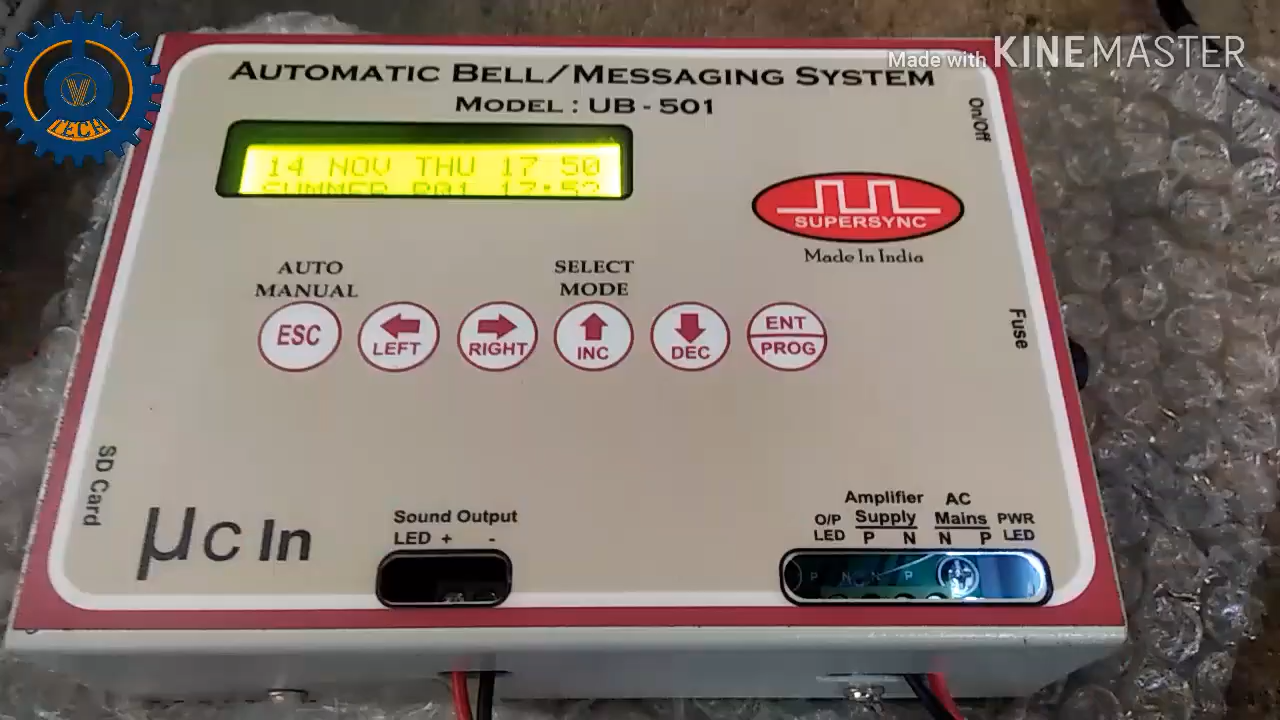 Made with KINEMASTER
V
TECH
AUTOMATIC BELL/MESSAGING SYSTEM
MODEL : UB - 501
On/Off
14 NOV THU 17 50
SUMMER R01 17:52
SUPERSYNC
Made In India
AUTO
MANUAL
SELECT
MODE
ESC
LEFT
RIGHT
INC
DEC
ENT
PROG
Fuse
SD Card
µc In
Sound Output
LED + -
Amplifier AC
O/P Supply Mains PWR
LED P N N P LED
P N N P